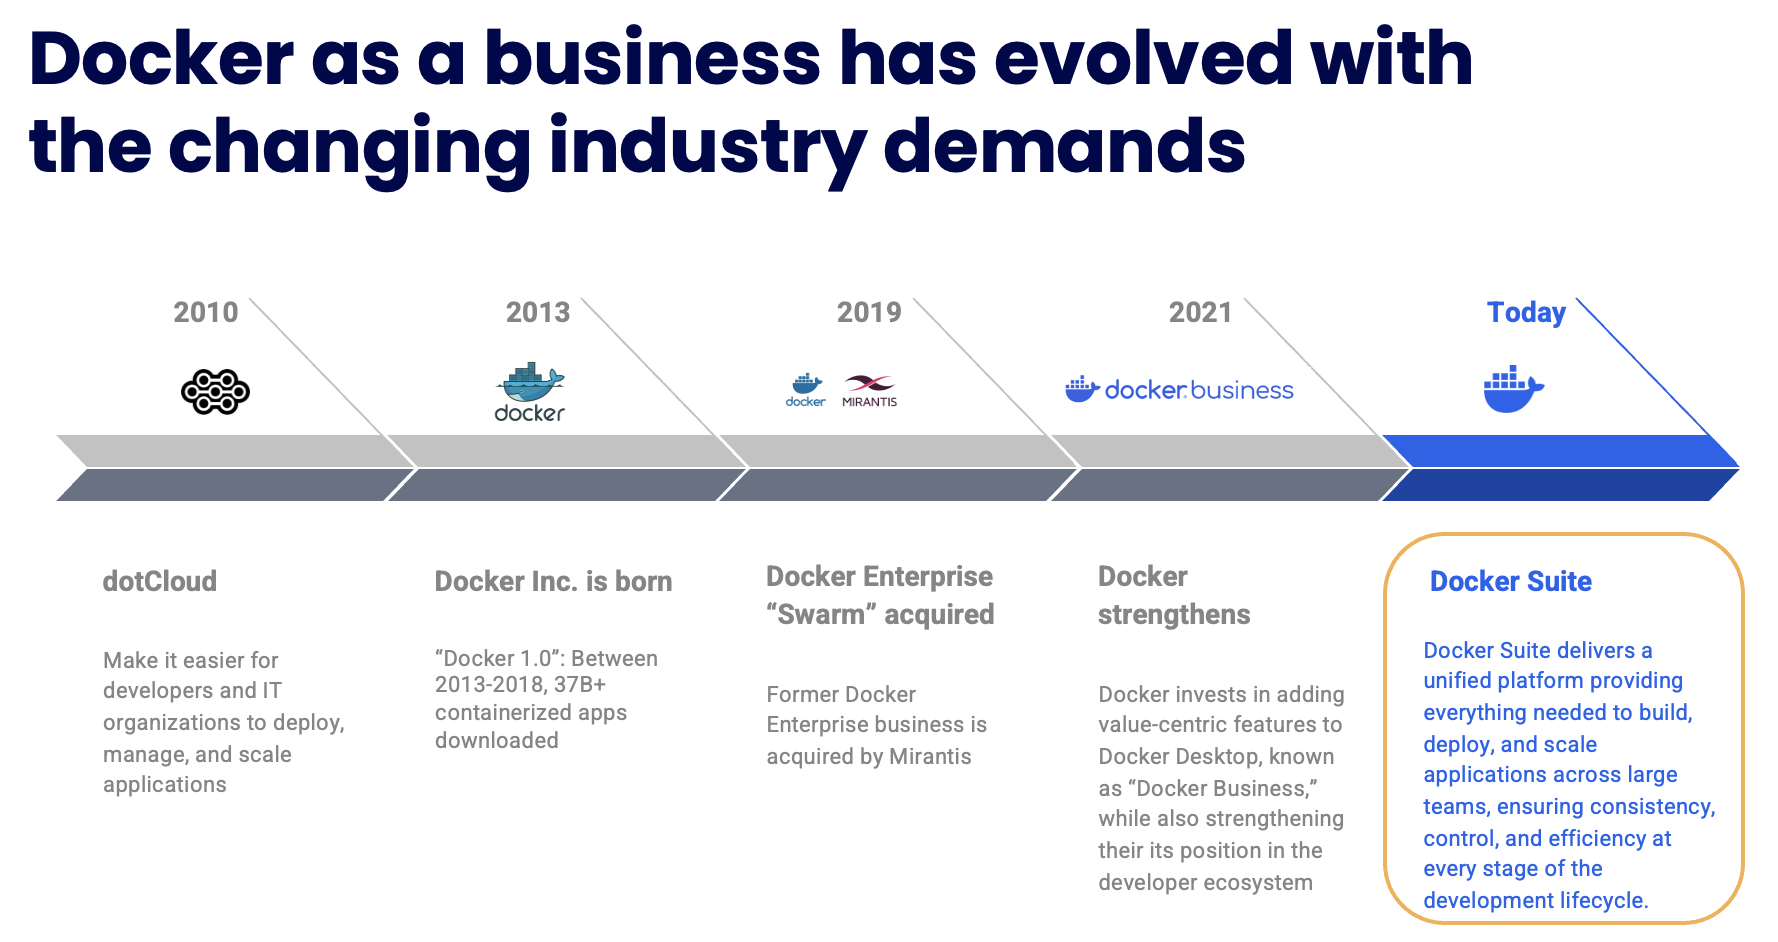 Docker as a business has evolved with
the changing industry demands
2010
2013
2019
2021
Today
docker
docker
MIRANTIS
docker business
dotCloud
Make it easier for
developers and IT
organizations to deploy,
manage, and scale
applications
Docker Inc. is born
“Docker 1.0”: Between
2013-2018, 37B+
containerized apps
downloaded
Docker Enterprise
“Swarm” acquired
Former Docker
Enterprise business is
acquired by Mirantis
Docker
strengthens
Docker invests in adding
value-centric features to
Docker Desktop, known
as “Docker Business,”
while also strengthening
their its position in the
developer ecosystem
Docker Suite
Docker Suite delivers a
unified platform providing
everything needed to build,
deploy, and scale
applications across large
teams, ensuring consistency,
control, and efficiency at
every stage of the
development lifecycle.